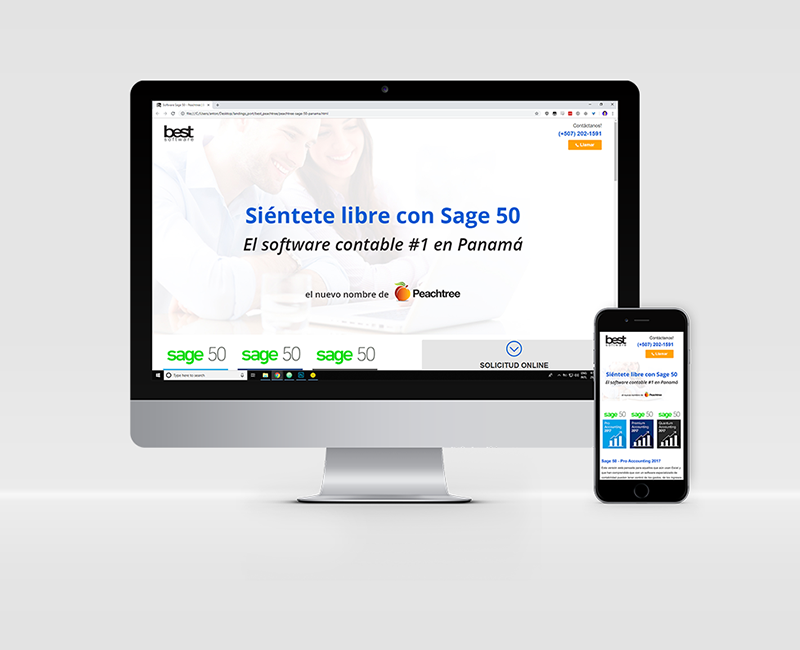 Software Sage 50 - Peachtree
best
software
Contáctanos!
(+507) 202-1591
Llamar
Siéntete libre con Sage 50
El software contable #1 en Panamá
el nuevo nombre de Peachtree
sage 50 sage 50 sage 50
SOLICITUD ONLINE
Type here to search
best
software
Contáctanos!
(+507) 202-1591
Llamar
Siéntete libre con Sage 50
El software contable #1 en Panamá
el nuevo nombre de Peachtree
sage 50 sage 50 sage 50
Pro Accounting 2017
Premium Accounting 2017
Quantum Accounting 2017
Sage 50 - Pro Accounting 2017